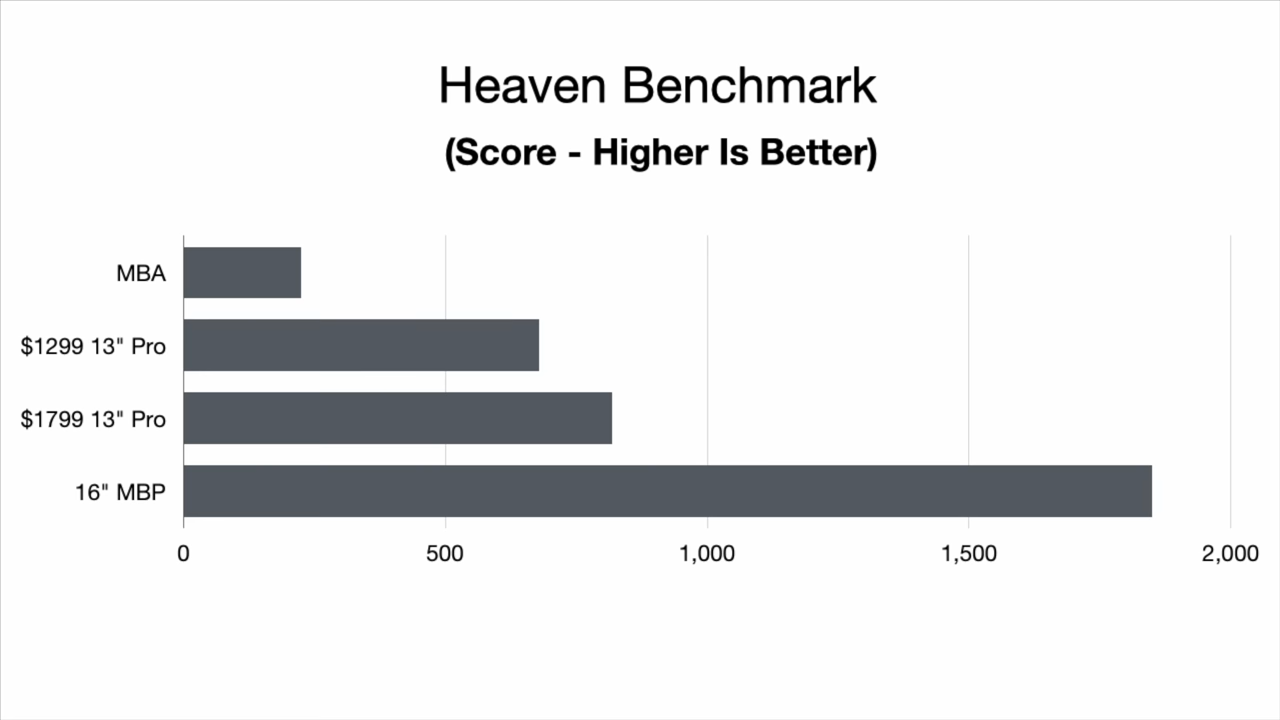 Heaven Benchmark
(Score - Higher Is Better)
MBA
$1299 13" Pro
$1799 13" Pro
16" MBP
0 500 1,000 1,500 2,000